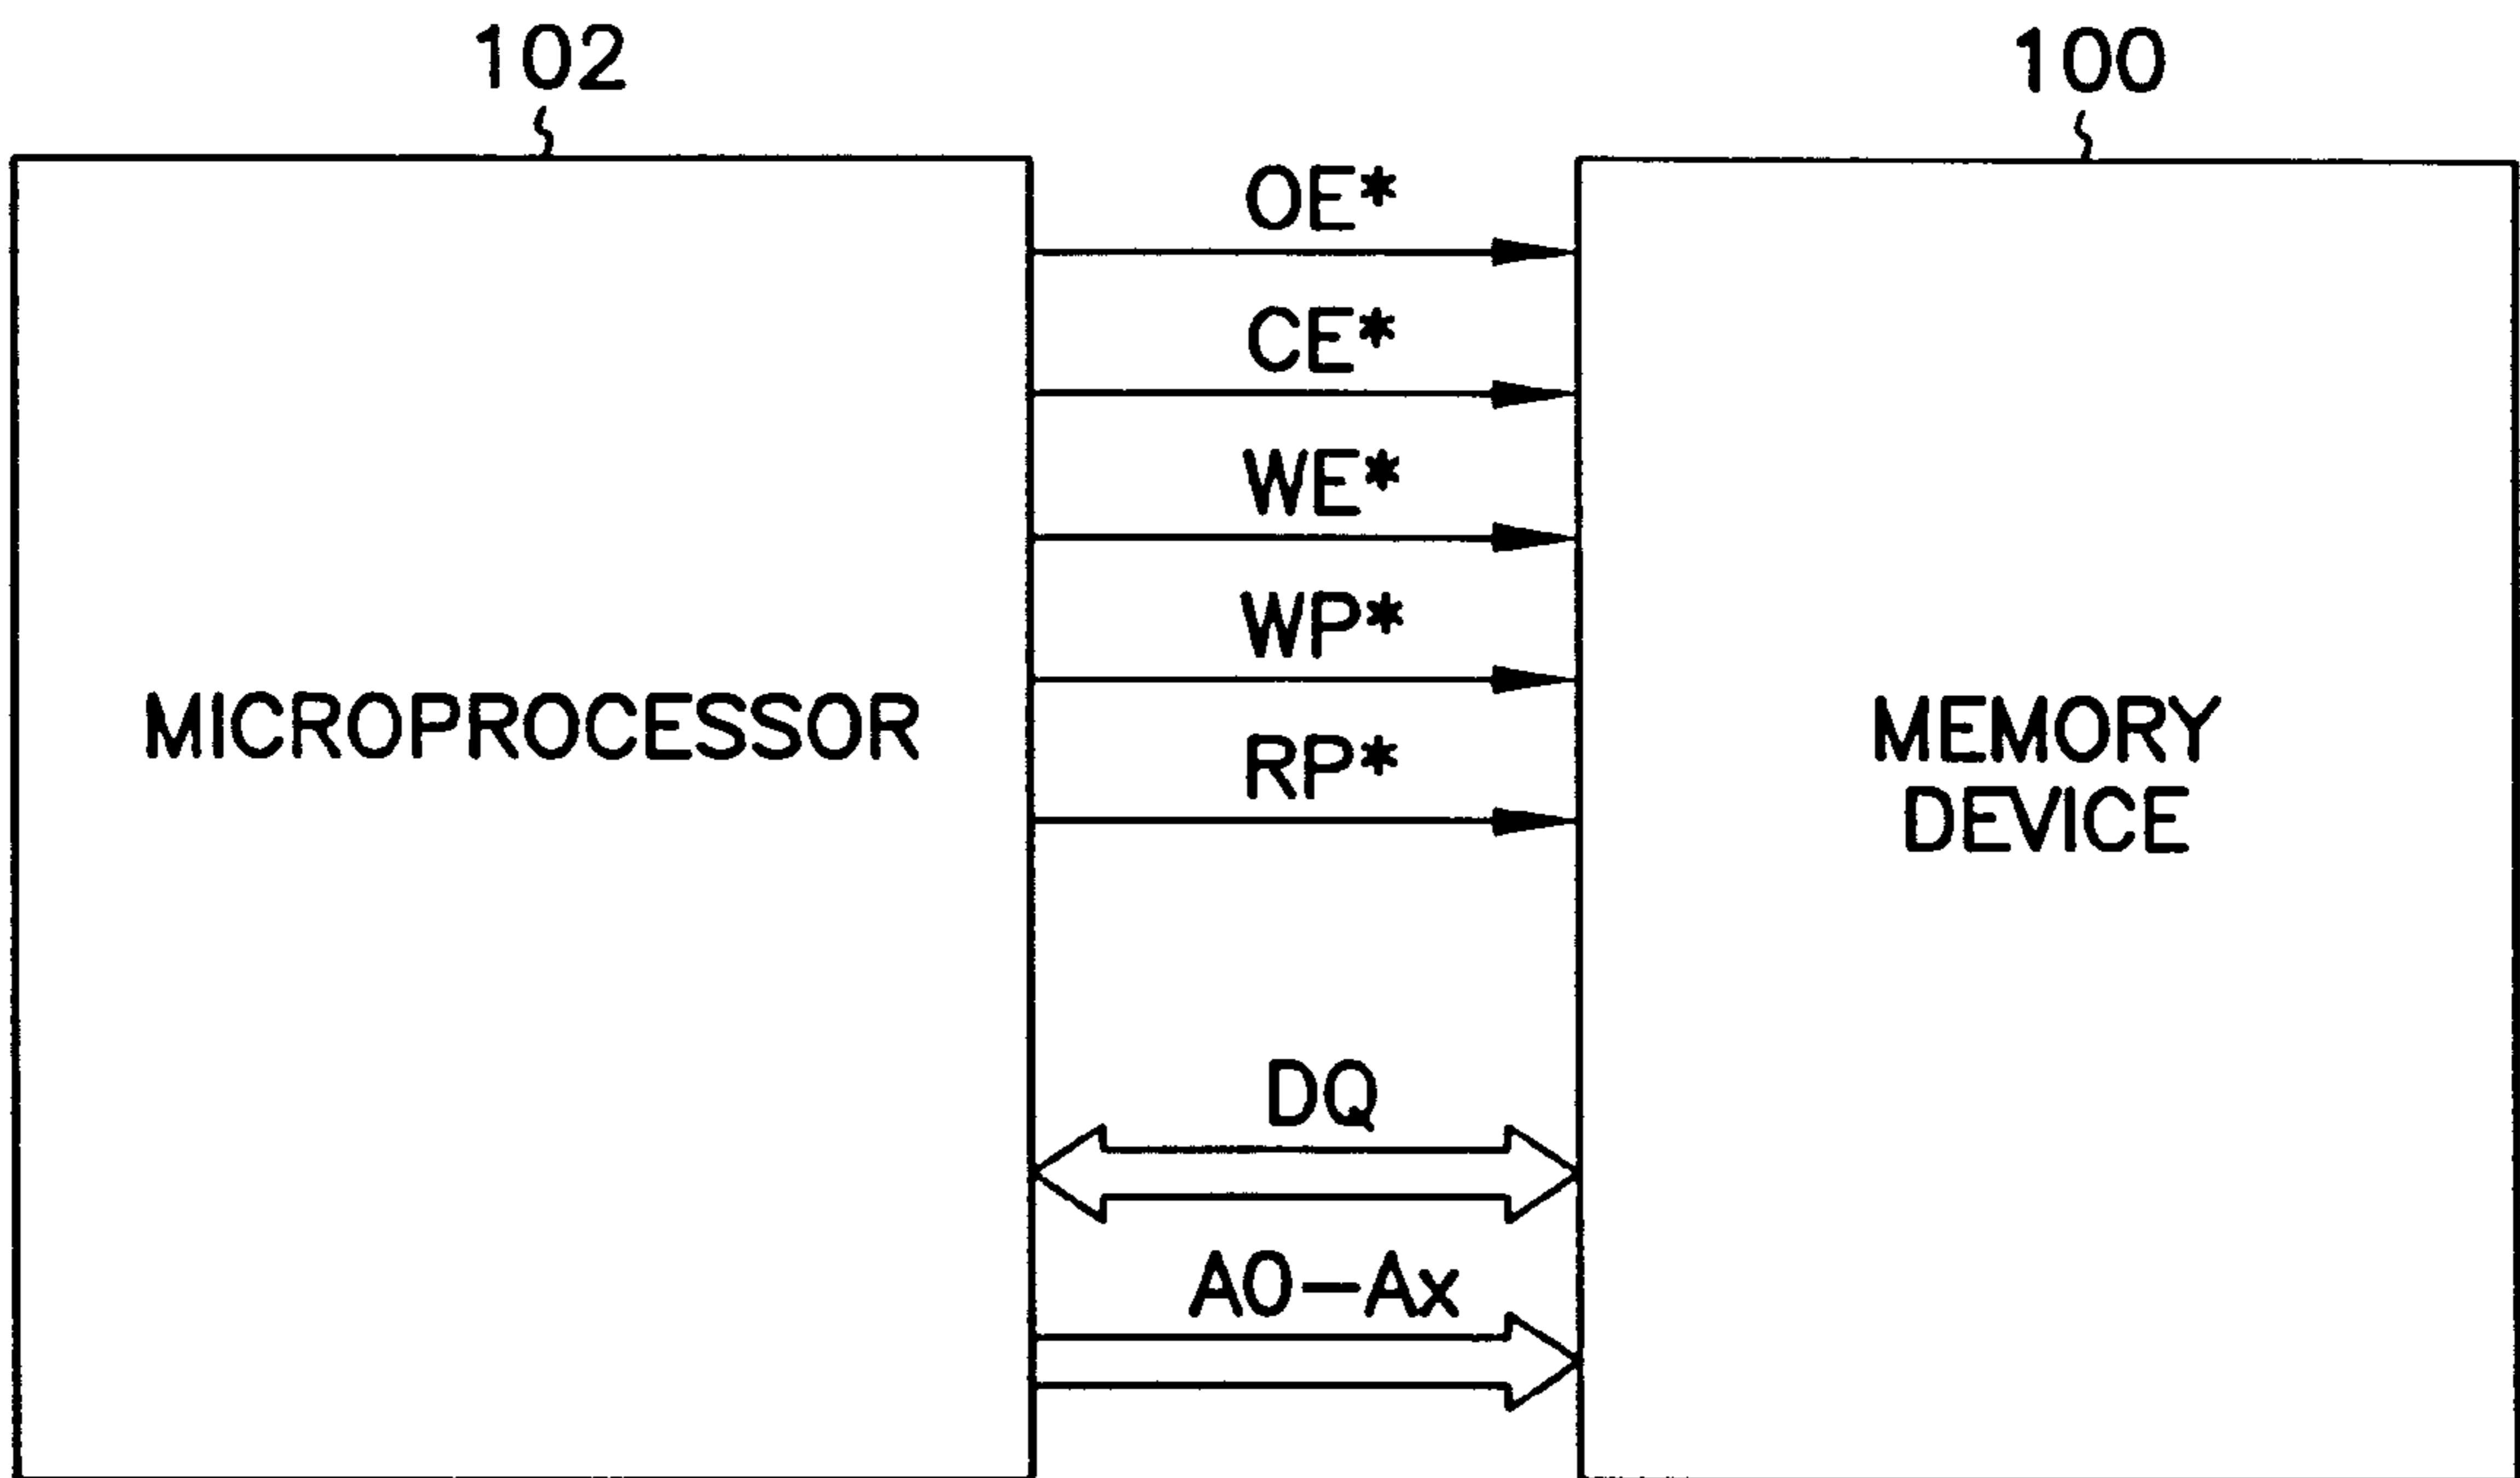 102
100
OE*
CE*
WE*
WP*
RP*
MICROPROCESSOR
MEMORY
DEVICE
DQ
A0–Ax